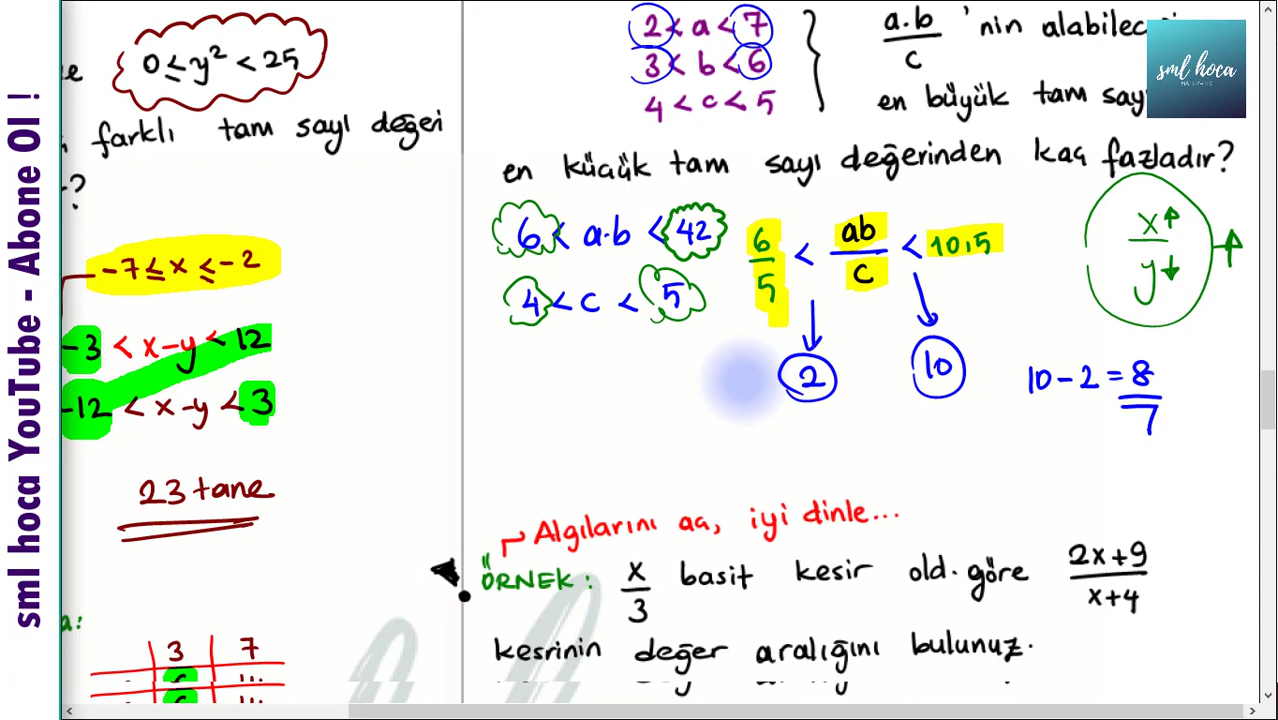 sml hoca YouTube - Abone Ol !
0 ≤ y² < 25
farklı tam sayı değeri
?
-7 ≤ x ≤ -2
-3 < x-y < 12
-12 < x-y < 3
23 tane
a:
3 7
2 < a < 7
3 < b < 6
4 < c < 5
a.b/c 'nin alabilec
en büyük tam say
sml hoca
en küçük tam sayı değerinden kaç fazladır?
6 < a.b < 42
4 < c < 5
6/5 < ab/c < 10,5
2 10
x↑/y↓ ↑
10 - 2 = 8
Algılarını aç, iyi dinle...
ÖRNEK: x/3 basit kesir old. göre 2x+9/x+4
kesrinin değer aralığını bulunuz.